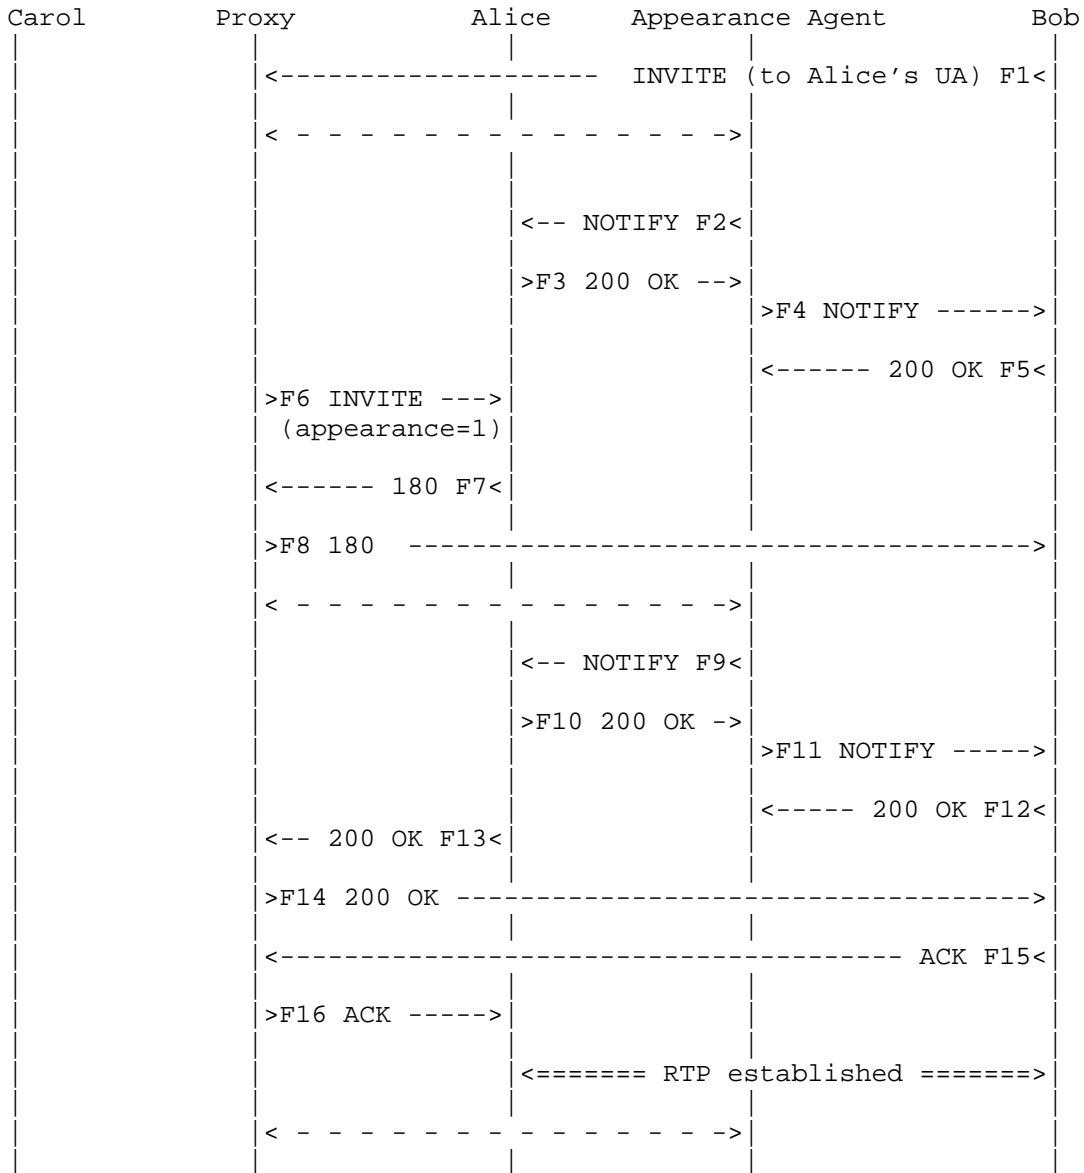 Carol Proxy Alice Appearance Agent Bob
<-------------------- INVITE (to Alice's UA) F1<
< - - - - - - - - - - - - - ->
<-- NOTIFY F2<
>F3 200 OK -->
>F4 NOTIFY ------>
<------ 200 OK F5<
>F6 INVITE --->
(appearance=1)
<------ 180 F7<
>F8 180 --------------------------------------->
< - - - - - - - - - - - - - ->
<-- NOTIFY F9<
>F10 200 OK ->
>F11 NOTIFY ----->
<----- 200 OK F12<
<-- 200 OK F13<
>F14 200 OK ------------------------------------>
<--------------------------------------- ACK F15<
>F16 ACK ----->
<======= RTP established =======>
< - - - - - - - - - - - - - ->